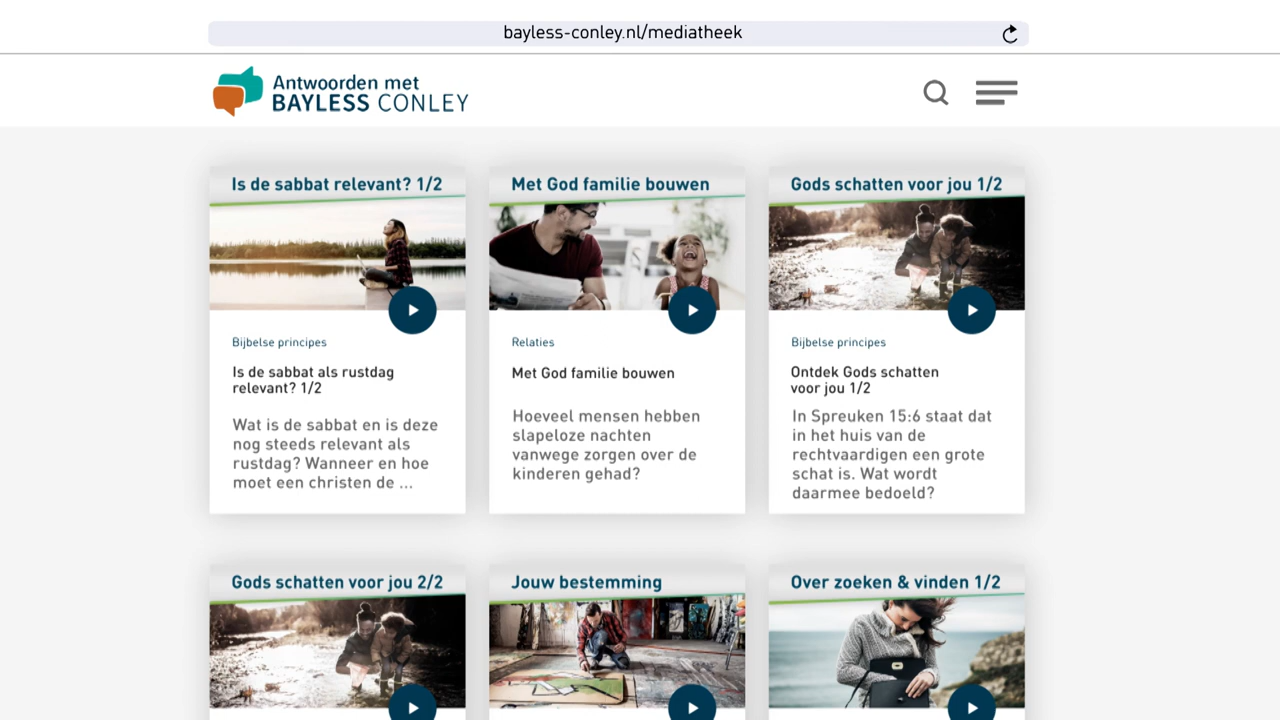 bayless-conley.nl/mediatheek
Antwoorden met
BAYLESS CONLEY
Is de sabbat relevant? 1/2
Bijbelse principes
Is de sabbat als rustdag
relevant? 1/2
Wat is de sabbat en is deze
nog steeds relevant als
rustdag? Wanneer en hoe
moet een christen de ...
Met God familie bouwen
Relaties
Met God familie bouwen
Hoeveel mensen hebben
slapeloze nachten
vanwege zorgen over de
kinderen gehad?
Gods schatten voor jou 1/2
Bijbelse principes
Ontdek Gods schatten
voor jou 1/2
In Spreuken 15:6 staat dat
in het huis van de
rechtvaardigen een grote
schat is. Wat wordt
daarmee bedoeld?
Gods schatten voor jou 2/2
Jouw bestemming
Over zoeken & vinden 1/2